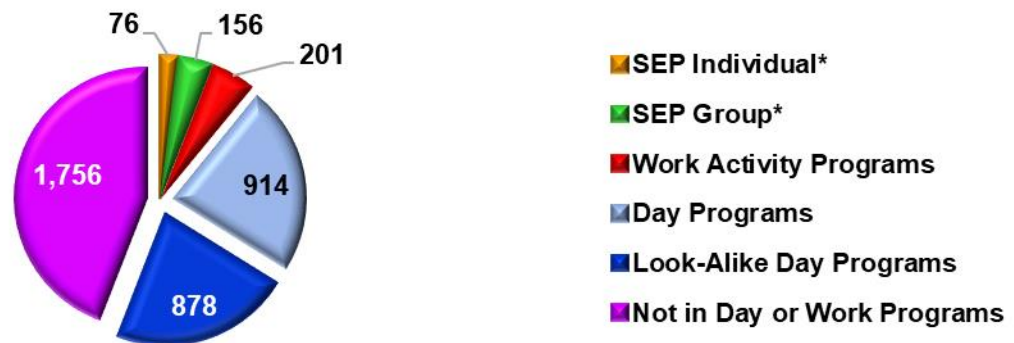 76
156
201
914
878
1,756
SEP Individual*
SEP Group*
Work Activity Programs
Day Programs
Look-Alike Day Programs
Not in Day or Work Programs